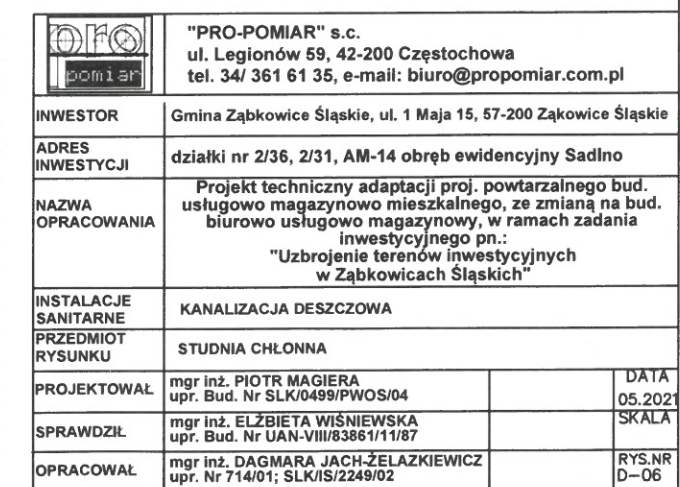 pro
pomiar
"PRO-POMIAR" s.c.
ul. Legionów 59, 42-200 Częstochowa
tel. 34/ 361 61 35, e-mail: biuro@propomiar.com.pl
INWESTOR
Gmina Ząbkowice Śląskie, ul. 1 Maja 15, 57-200 Ząkowice Śląskie
ADRES
INWESTYCJI
działki nr 2/36, 2/31, AM-14 obręb ewidencyjny Sadlno
NAZWA
OPRACOWANIA
Projekt techniczny adaptacji proj. powtarzalnego bud.
usługowo magazynowo mieszkalnego, ze zmianą na bud.
biurowo usługowo magazynowy, w ramach zadania
inwestycyjnego pn.:
"Uzbrojenie terenów inwestycyjnych
w Ząbkowicach Śląskich"
INSTALACJE
SANITARNE
KANALIZACJA DESZCZOWA
PRZEDMIOT
RYSUNKU
STUDNIA CHŁONNA
PROJEKTOWAŁ
mgr inż. PIOTR MAGIERA
upr. Bud. Nr SLK/0499/PWOS/04
DATA
05.2021
SPRAWDZIŁ
mgr inż. ELŻBIETA WIŚNIEWSKA
upr. Bud. Nr UAN-VIII/83861/11/87
SKALA
OPRACOWAŁ
mgr inż. DAGMARA JACH-ŻELAZKIEWICZ
upr. Nr 714/01; SLK/IS/2249/02
RYS.NR
D-06